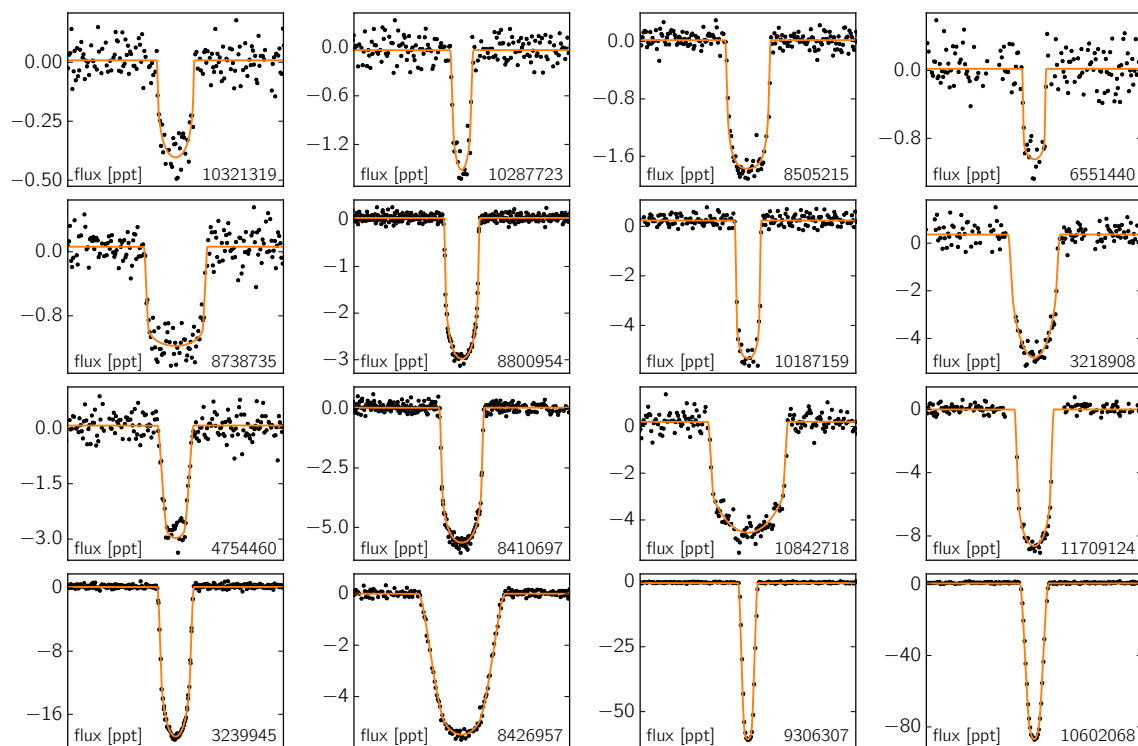 0.00
−0.25
−0.50
flux [ppt] 10321319
0.0
−0.6
−1.2
flux [ppt] 10287723
0.0
−0.8
−1.6
flux [ppt] 8505215
0.0
−0.8
flux [ppt] 6551440
0.0
−0.8
flux [ppt] 8738735
0
−1
−2
−3
flux [ppt] 8800954
0
−2
−4
flux [ppt] 10187159
0
−2
−4
flux [ppt] 3218908
0.0
−1.5
−3.0
flux [ppt] 4754460
0.0
−2.5
−5.0
flux [ppt] 8410697
0
−2
−4
flux [ppt] 10842718
0
−4
−8
flux [ppt] 11709124
0
−8
−16
flux [ppt] 3239945
0
−2
−4
flux [ppt] 8426957
0
−25
−50
flux [ppt] 9306307
0
−40
−80
flux [ppt] 10602068